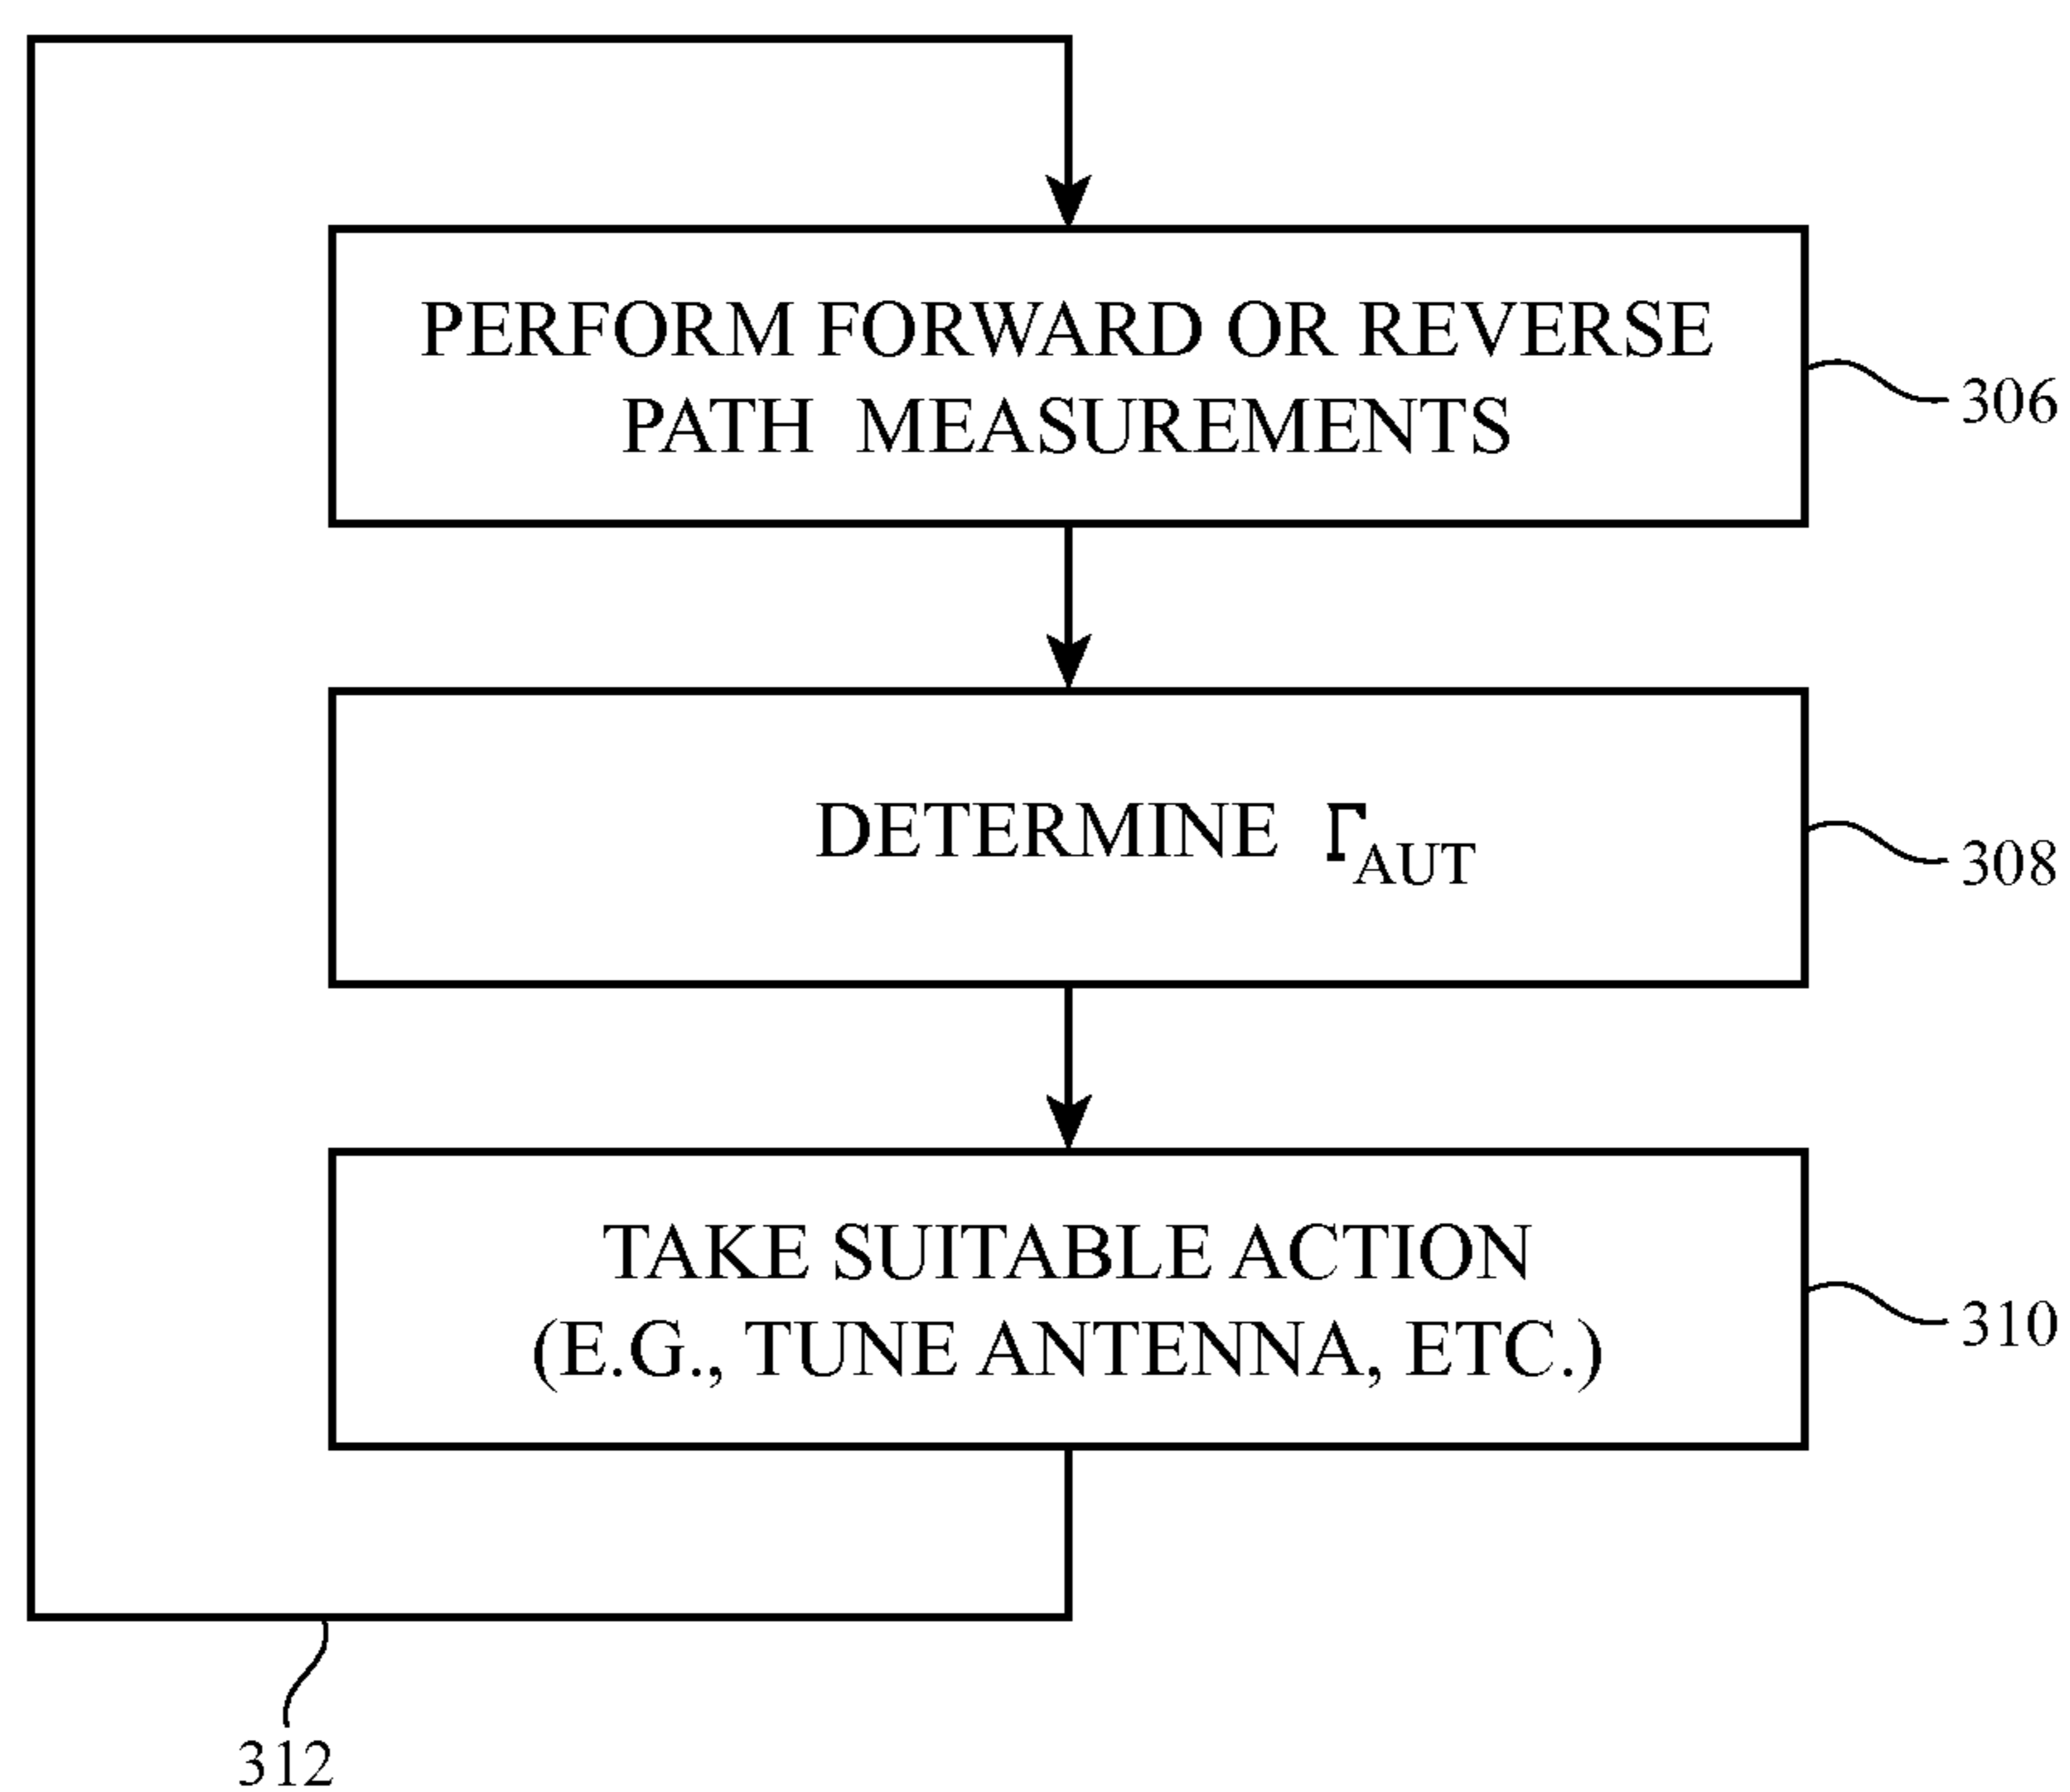 PERFORM FORWARD OR REVERSE
PATH MEASUREMENTS
306
DETERMINE Γ_AUT
308
TAKE SUITABLE ACTION
(E.G., TUNE ANTENNA, ETC.)
310
312